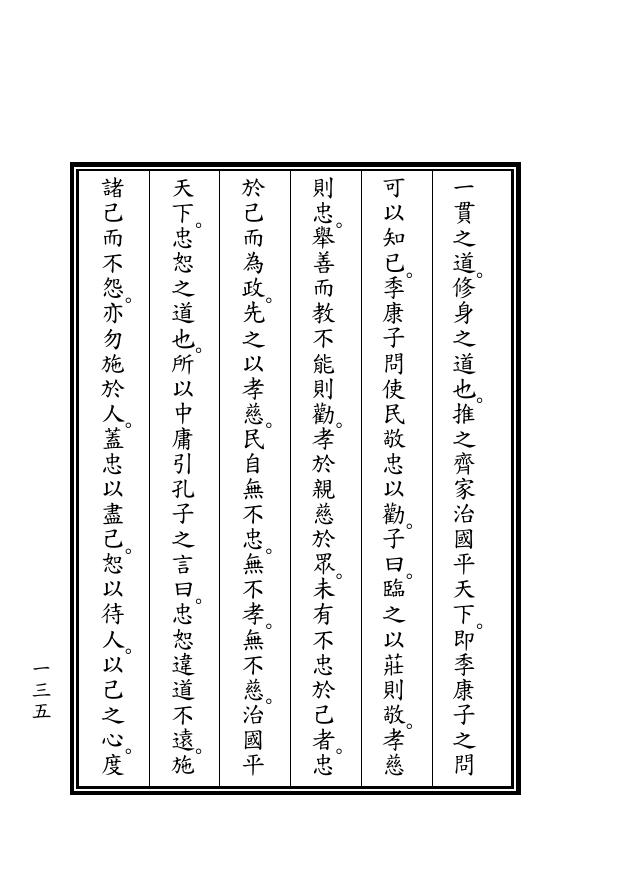 一貫之道。修身之道也。推之齊家治國平天下。即季康子之問
可以知已。季康子問使民敬忠以勸。子曰。臨之以莊則敬。孝慈
則忠。舉善而教不能則勸。孝於親慈於眾。未有不忠於己者。忠
於己而為政。先之以孝慈。民自無不忠。無不孝。無不慈。治國平
天下。忠恕之道也。所以中庸引孔子之言曰。忠恕違道不遠。施
諸己而不怨。亦勿施於人。蓋忠以盡己。恕以待人。以己之心。度
一三五